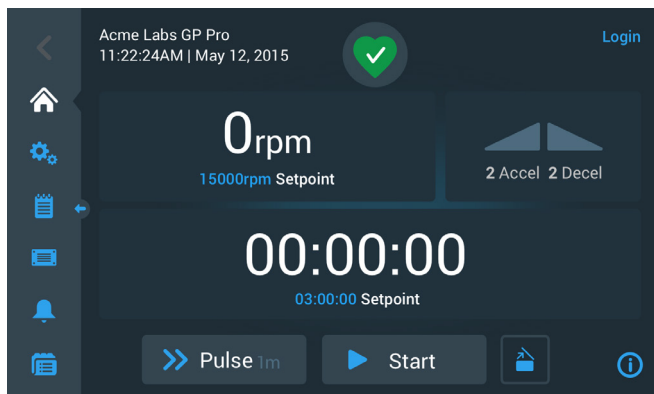 Acme Labs GP Pro
11:22:24AM | May 12, 2015
Login
0rpm
15000rpm Setpoint
2 Accel 2 Decel
00:00:00
03:00:00 Setpoint
Pulse 1m
Start